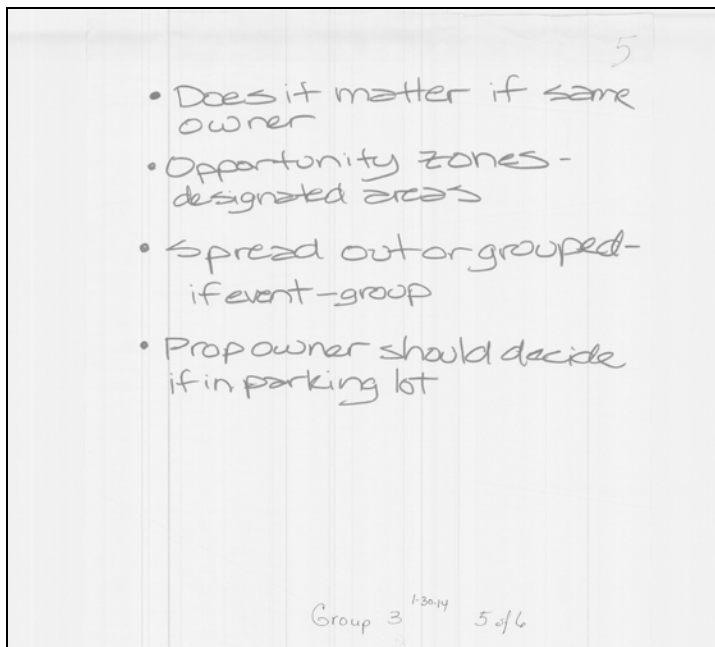 5
• Does it matter if same
owner
• Opportunity zones -
designated areas
• Spread out or grouped -
if event - group
• Prop owner should decide
if in parking lot
Group 3 1-30-14 5 of 6